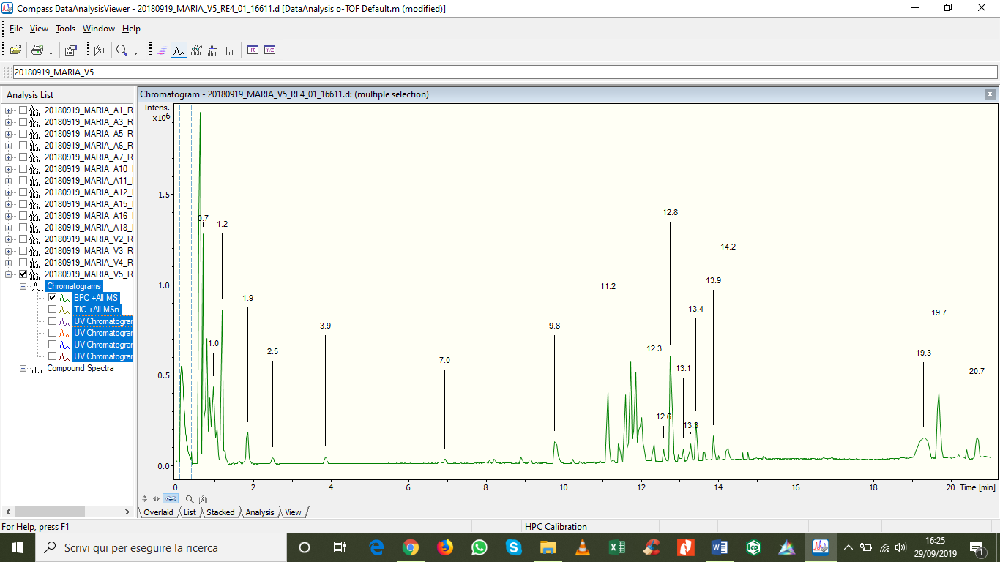 Compass DataAnalysisViewer - 20180919_MARIA_V5_RE4_01_16611.d [DataAnalysis o-TOF Default.m (modified)]
File View Tools Window Help
rt m/z
20180919_MARIA_V5
Analysis List
20180919_MARIA_A1_R
20180919_MARIA_A3_R
20180919_MARIA_A5_R
20180919_MARIA_A6_R
20180919_MARIA_A7_R
20180919_MARIA_A10_
20180919_MARIA_A11_
20180919_MARIA_A12_
20180919_MARIA_A15_
20180919_MARIA_A16_
20180919_MARIA_A18_
20180919_MARIA_V2_R
20180919_MARIA_V3_R
20180919_MARIA_V4_R
20180919_MARIA_V5_R
Chromatograms
BPC +All MS
TIC +All MSn
UV Chromatogram
UV Chromatogram
UV Chromatogram
UV Chromatogram
Compound Spectra
Chromatogram - 20180919_MARIA_V5_RE4_01_16611.d: (multiple selection)
Intens.
x10⁶
1.5
1.0
0.5
0.0
0.7
1.2
1.0
1.9
2.5
3.9
7.0
9.8
11.2
12.3
12.6
12.8
13.1
13.3
13.4
13.9
14.2
19.3
19.7
20.7
0 2 4 6 8 10 12 14 16 18 20 Time [min]
Overlaid List Stacked Analysis View
For Help, press F1
HPC Calibration
Scrivi qui per eseguire la ricerca
16:25
29/09/2019
1